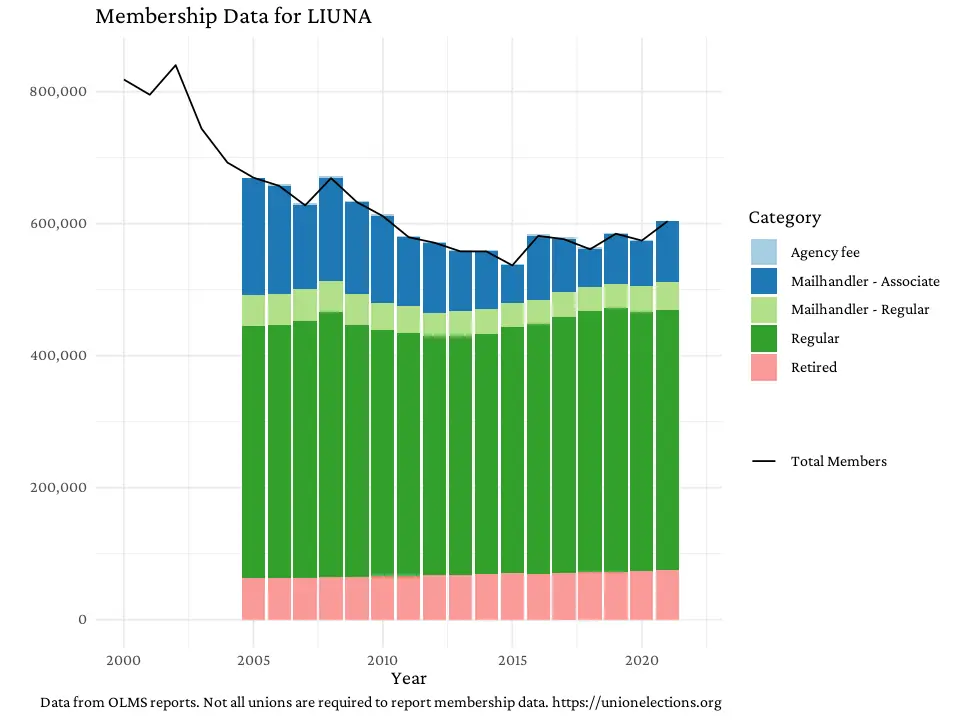 Membership Data for LIUNA
800,000
600,000
400,000
200,000
0
2000 2005 2010 2015 2020
Year
Category
Agency fee
Mailhandler - Associate
Mailhandler - Regular
Regular
Retired
Total Members
Data from OLMS reports. Not all unions are required to report membership data. https://unionelections.org